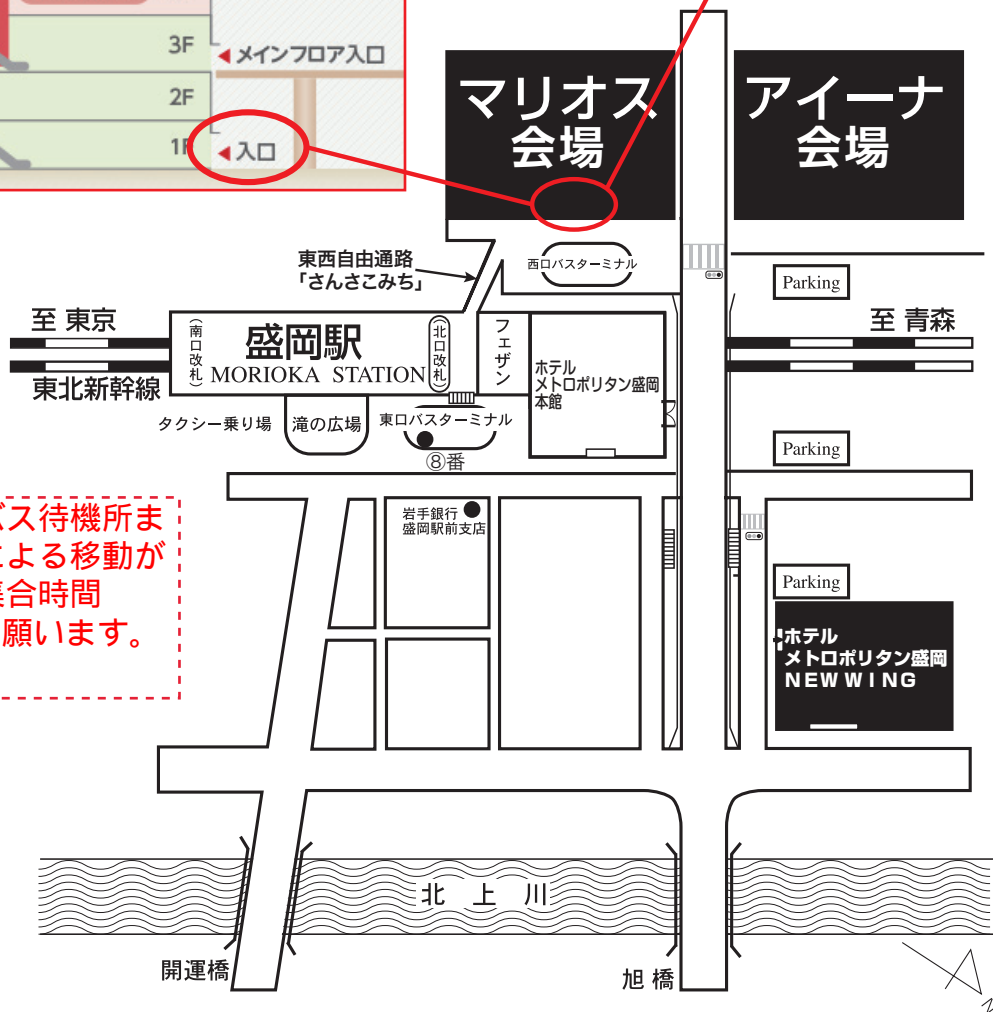 3F
メインフロア入口
2F
1F
入口
マリオス
会場
アイーナ
会場
東西自由通路
「さんさこみち」
西口バスターミナル
Parking
至 東京
至 青森
(南口改札)
盛岡駅
MORIOKA STATION
(北口改札)
フェザン
ホテル
メトロポリタン盛岡
本館
東北新幹線
タクシー乗り場
滝の広場
東口バスターミナル
⑧番
Parking
バス待機所ま
による移動が
集合時間
願います。
岩手銀行
盛岡駅前支店
Parking
ホテル
メトロポリタン盛岡
NEW WING
北上川
開運橋
旭橋